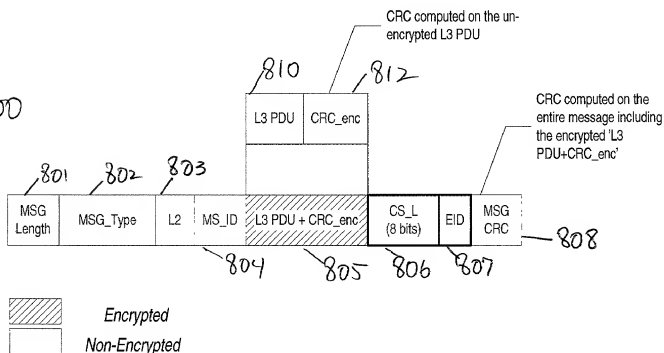 CRC computed on the un-
encrypted L3 PDU
810
812
00
L3 PDU
CRC_enc
CRC computed on the
entire message including
the encrypted 'L3
PDU+CRC_enc'
801
802
803
MSG
Length
MSG_Type
L2
MS_ID
L3 PDU + CRC_enc
CS_L
(8 bits)
EID
MSG
CRC
804
805
806
807
808
Encrypted
Non-Encrypted